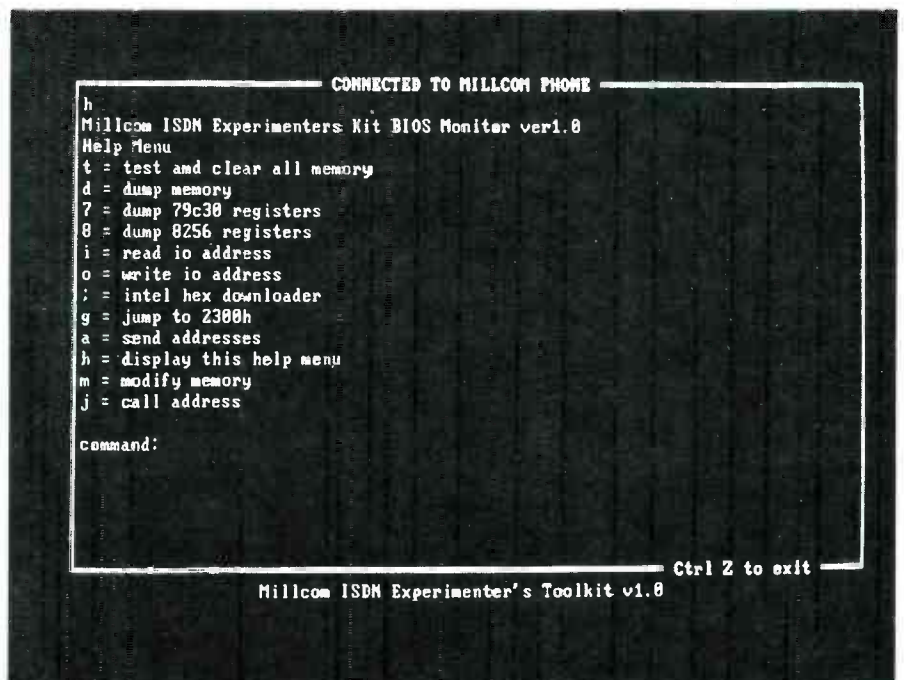 CONNECTED TO MILLCOM PHONE
h
Millcom ISDN Experimenters Kit BIOS Monitor ver1.0
Help Menu
t = test amd clear all memory
d = dump memory
7 = dump 79c30 registers
8 = dump 8256 registers
i = read io address
o = write io address
; = intel hex downloader
g = jump to 2300h
a = send addresses
h = display this help menu
m = modify memory
j = call address
command:
Ctrl Z to exit
Millcom ISDN Experimenter's Toolkit v1.0